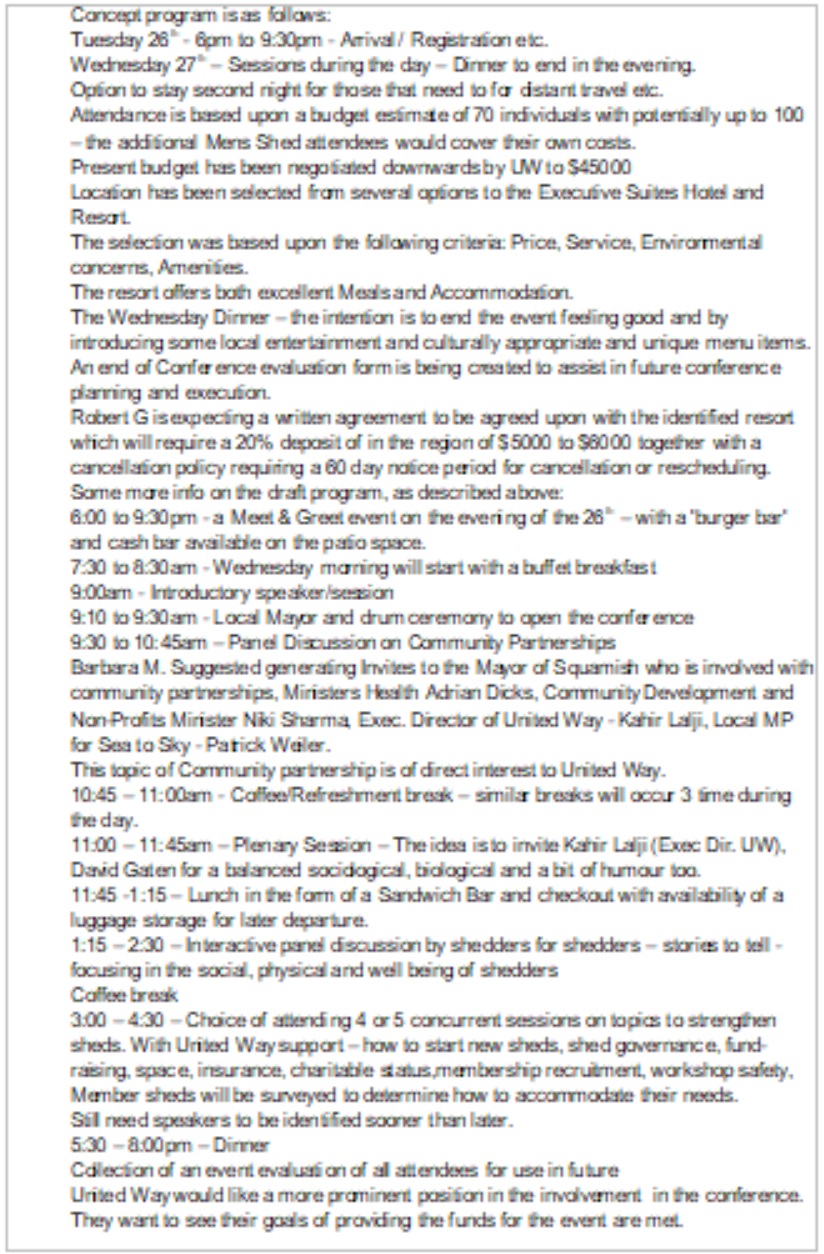 Concept program is as follows:
Tuesday 26th - 6pm to 9:30pm - Arrival / Registration etc.
Wednesday 27th – Sessions during the day – Dinner to end in the evening.
Option to stay second night for those that need to for distant travel etc.
Attendance is based upon a budget estimate of 70 individuals with potentially up to 100
– the additional Mens Shed attendees would cover their own costs.
Present budget has been negotiated downwards by UW to $45000
Location has been selected from several options to the Executive Suites Hotel and
Resort.
The selection was based upon the following criteria: Price, Service, Environmental
concerns, Amenities.
The resort offers both excellent Meals and Accommodation.
The Wednesday Dinner – the intention is to end the event feeling good and by
introducing some local entertainment and culturally appropriate and unique menu items.
An end of Conference evaluation form is being created to assist in future conference
planning and execution.
Robert G is expecting a written agreement to be agreed upon with the identified resort
which will require a 20% deposit of in the region of $5000 to $6000 together with a
cancellation policy requiring a 60 day notice period for cancellation or rescheduling.
Some more info on the draft program, as described above:
6:00 to 9:30pm - a Meet & Greet event on the evening of the 26th – with a "burger bar"
and cash bar available on the patio space.
7:30 to 8:30am - Wednesday morning will start with a buffet breakfast
9:00am - Introductory speaker/session
9:10 to 9:30am - Local Mayor and drum ceremony to open the conference
9:30 to 10:45am – Panel Discussion on Community Partnerships
Barbara M. Suggested generating Invites to the Mayor of Squamish who is involved with
community partnerships, Ministers Health Adrian Dicks, Community Development and
Non-Profits Minister Niki Sharma, Exec. Director of United Way - Kahir Lalji, Local MP
for Sea to Sky - Patrick Weiler.
This topic of Community partnership is of direct interest to United Way.
10:45 – 11:00am - Coffee/Refreshment break – similar breaks will occur 3 time during
the day.
11:00 – 11:45am – Plenary Session – The idea is to invite Kahir Lalji (Exec Dir. UW),
David Gaten for a balanced sociological, biological and a bit of humour too.
11:45 -1:15 – Lunch in the form of a Sandwich Bar and checkout with availability of a
luggage storage for later departure.
1:15 – 2:30 – Interactive panel discussion by shedders for shedders – stories to tell -
focusing in the social, physical and well being of shedders
Coffee break
3:00 – 4:30 – Choice of attending 4 or 5 concurrent sessions on topics to strengthen
sheds. With United Way support – how to start new sheds, shed governance, fund-
raising, space, insurance, charitable status,membership recruitment, workshop safety,
Member sheds will be surveyed to determine how to accommodate their needs.
Still need speakers to be identified sooner than later.
5:30 – 8:00pm – Dinner
Collection of an event evaluation of all attendees for use in future
United Way would like a more prominent position in the involvement in the conference.
They want to see their goals of providing the funds for the event are met.